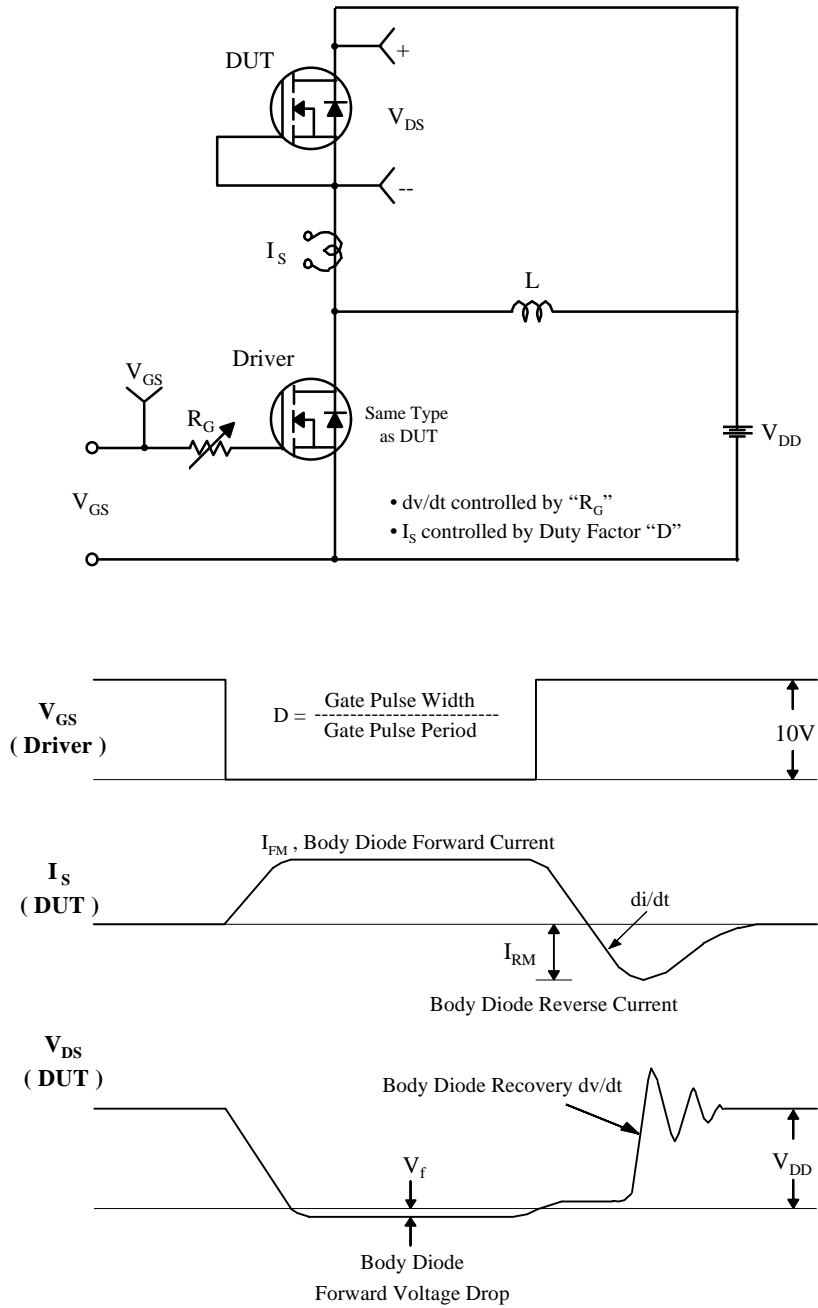 DUT
+
V_DS
--
I_S
L
Driver
V_GS
R_G
Same Type
as DUT
V_DD
V_GS
• dv/dt controlled by “R_G”
• I_S controlled by Duty Factor “D”
V_GS
( Driver )
D = Gate Pulse Width
--------------------------
Gate Pulse Period
10V
I_FM , Body Diode Forward Current
I_S
( DUT )
di/dt
I_RM
Body Diode Reverse Current
V_DS
( DUT )
Body Diode Recovery dv/dt
V_f
V_DD
Body Diode
Forward Voltage Drop